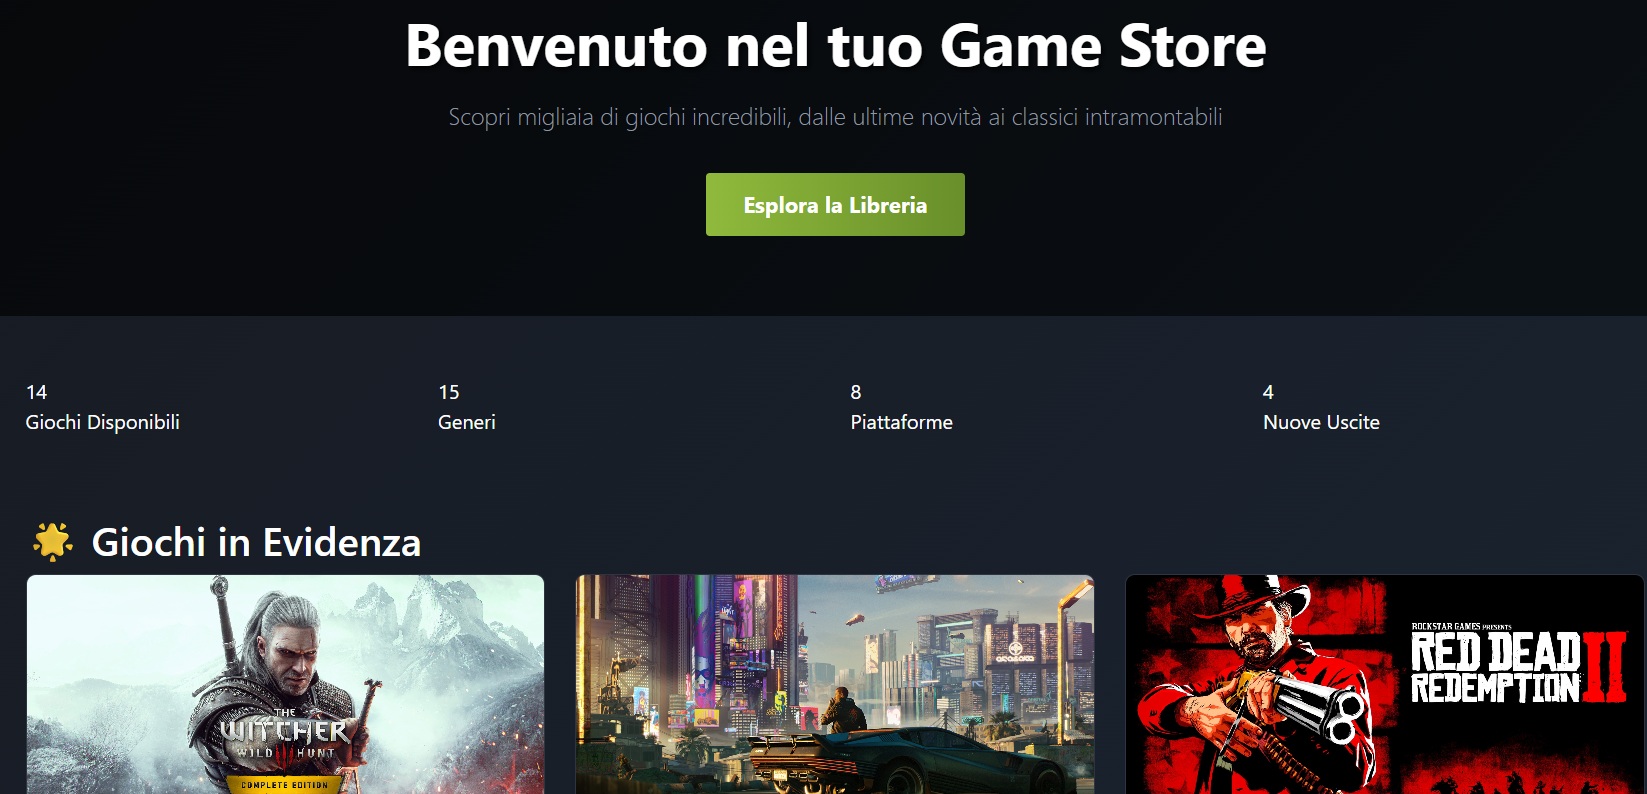 Benvenuto nel tuo Game Store
Scopri migliaia di giochi incredibili, dalle ultime novità ai classici intramontabili
Esplora la Libreria
14
Giochi Disponibili
15
Generi
8
Piattaforme
4
Nuove Uscite
🌟 Giochi in Evidenza
THE
WITCHER
WILD HUNT
COMPLETE EDITION
ROCKSTAR GAMES PRESENTS
RED DEAD
REDEMPTION II